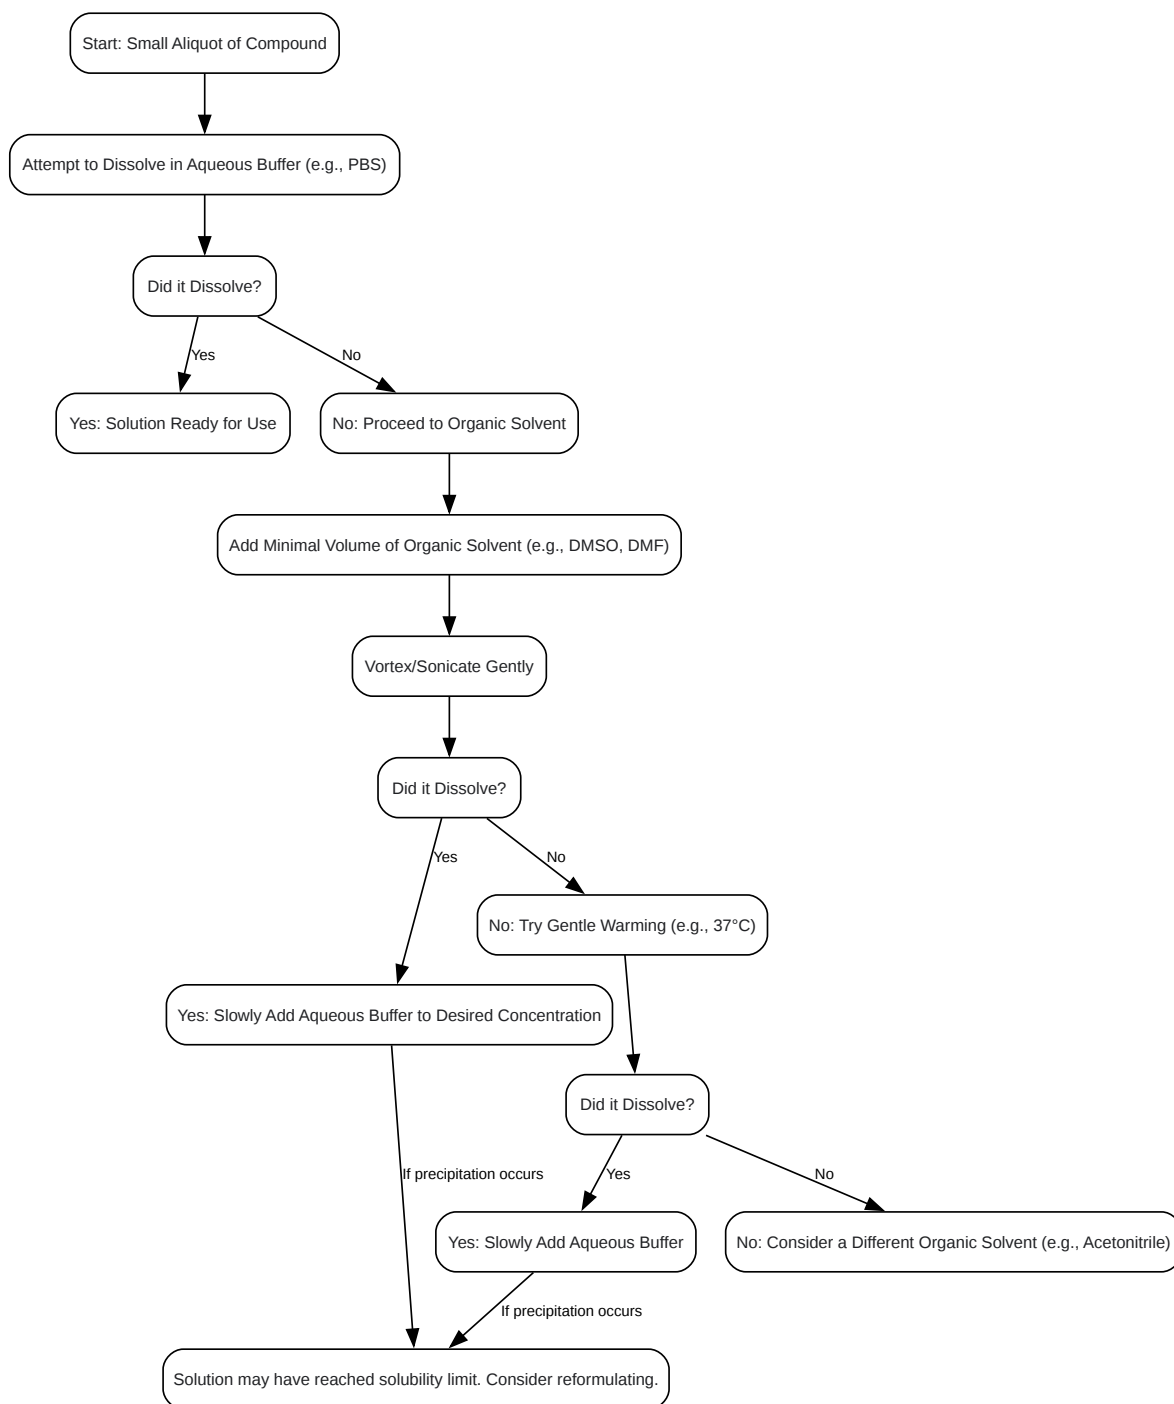 Start: Small Aliquot of Compound
Attempt to Dissolve in Aqueous Buffer (e.g., PBS)
Did it Dissolve?
Yes
No
Yes: Solution Ready for Use
No: Proceed to Organic Solvent
Add Minimal Volume of Organic Solvent (e.g., DMSO, DMF)
Vortex/Sonicate Gently
Did it Dissolve?
Yes
No
No: Try Gentle Warming (e.g., 37°C)
Yes: Slowly Add Aqueous Buffer to Desired Concentration
Did it Dissolve?
If precipitation occurs
Yes
No
Yes: Slowly Add Aqueous Buffer
No: Consider a Different Organic Solvent (e.g., Acetonitrile)
If precipitation occurs
Solution may have reached solubility limit. Consider reformulating.